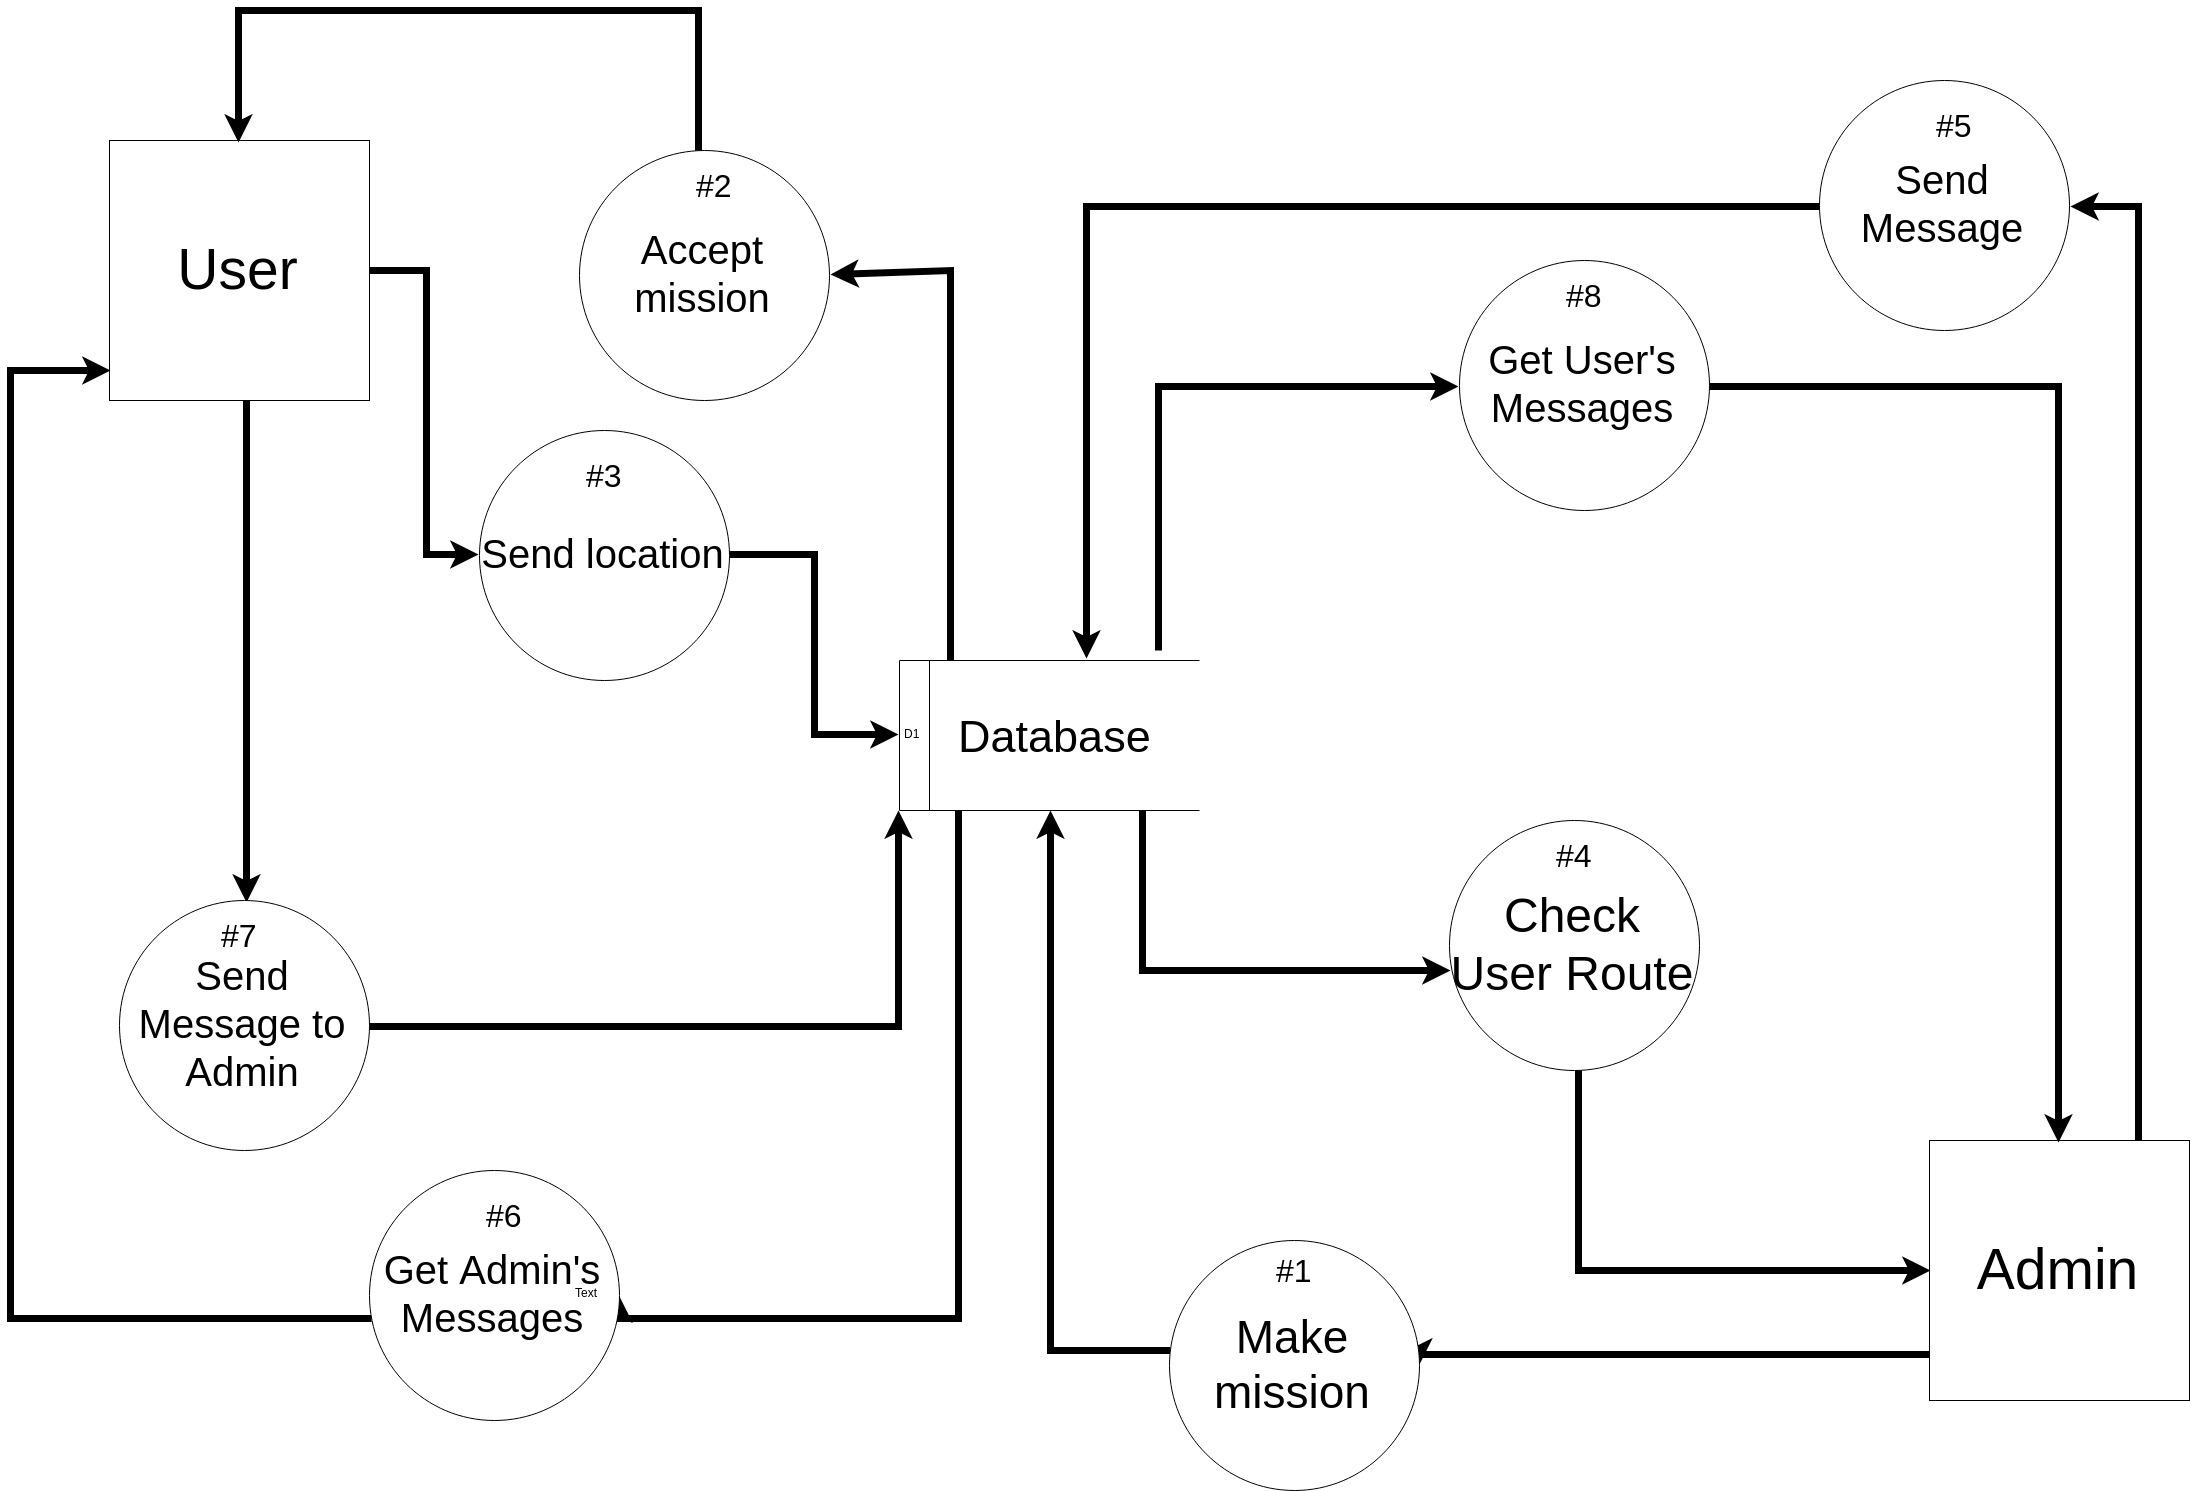 #5
Send
Message
#2
Accept
mission
User
#8
Get User's
Messages
#3
Send location
D1
Database
#4
Check
User Route
#7
Send
Message to
Admin
#6
Get Admin's
Text
Messages
#1
Make
mission
Admin